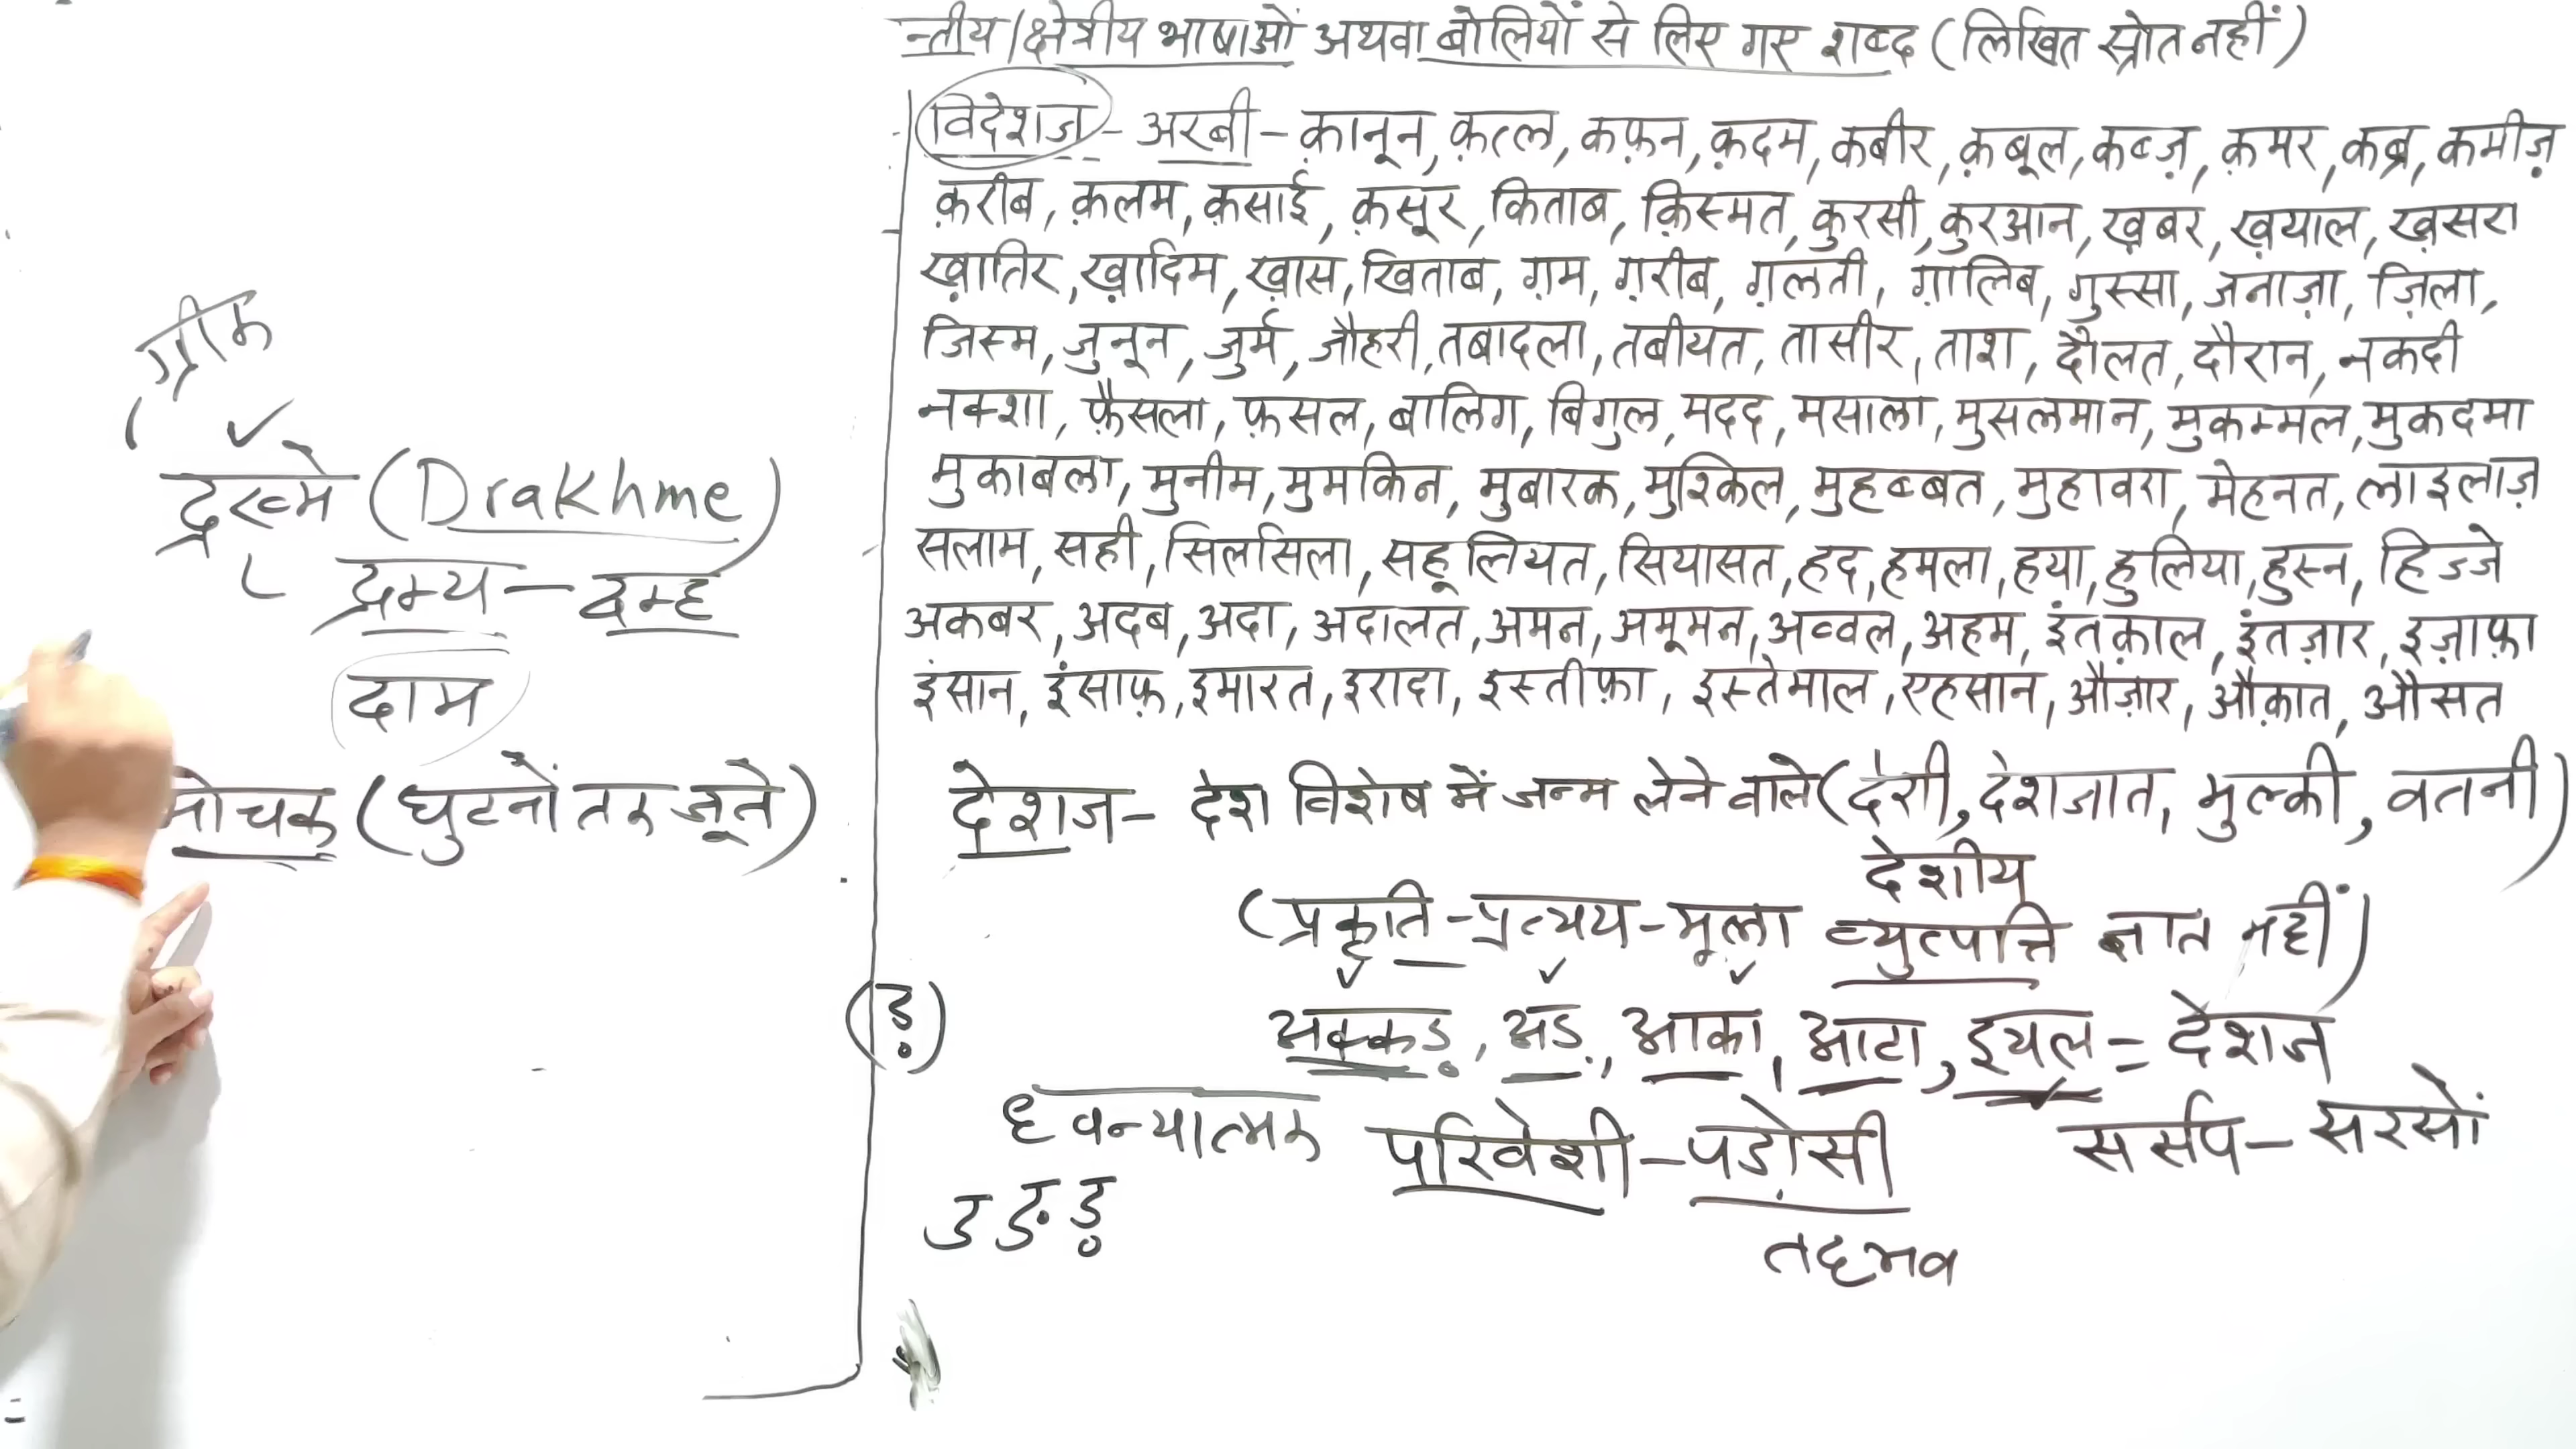 न्तीय/क्षेत्रीय भाषाओं अथवा बोलियों से लिए गए शब्द (लिखित स्रोत नहीं)
विदेशज - अरबी - क़ानून, क़त्ल, कफ़न, क़दम, कबीर, क़बूल, कब्ज़, क़मर, कब्र, कमीज़
क़रीब, क़लम, क़साई, क़सूर, किताब, क़िस्मत, कुरसी, कुरआन, ख़बर, ख़याल, ख़सरा
ख़ातिर, ख़ादिम, ख़ास, खिताब, ग़म, ग़रीब, ग़लती, ग़ालिब, गुस्सा, जनाज़ा, ज़िला,
जिस्म, जुनून, जुर्म, जौहरी, तबादला, तबीयत, तासीर, ताश, दौलत, दौरान, नकदी
नक्शा, फ़ैसला, फ़सल, बालिग, बिगुल, मदद, मसाला, मुसलमान, मुकम्मल, मुकदमा
मुकाबला, मुनीम, मुमकिन, मुबारक, मुश्किल, मुहब्बत, मुहावरा, मेहनत, लाइलाज़
सलाम, सही, सिलसिला, सहूलियत, सियासत, हद, हमला, हया, हुलिया, हुस्न, हिज्जे
अकबर, अदब, अदा, अदालत, अमन, अमूमन, अव्वल, अहम, इंतक़ाल, इंतज़ार, इज़ाफ़ा
इंसान, इंसाफ़, इमारत, इरादा, इस्तीफ़ा, इस्तेमाल, एहसान, औज़ार, औक़ात, औसत
देशज - देश विशेष में जन्म लेने वाले (देशी, देशजात, मुल्की, वतनी)
देशीय
(प्रकृति-प्रत्यय-मूला व्युत्पत्ति ज्ञात नहीं)
(ड़)
अक्कड़, अड़, आका, आटा, इयल = देशज
ध्वन्यात्मक परिवेशी - पड़ोसी सर्सप - सरसों
ड ङ ड़
तद्भव
ग्रीक
द्रख्मे (Drakhme)
द्रम्य - दम्ह
दाम
मोचक (घुटनों तक जूते)